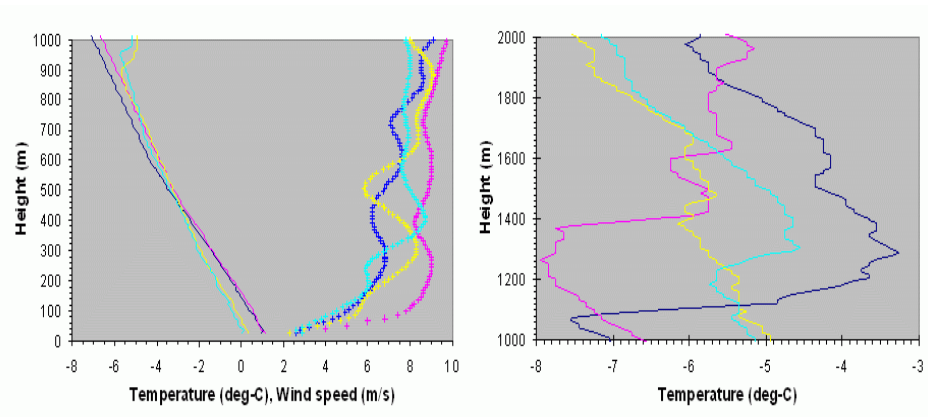 1000
900
800
700
600
500
400
300
200
100
0
Height (m)
-8 -6 -4 -2 0 2 4 6 8 10
Temperature (deg-C), Wind speed (m/s)
2000
1800
1600
1400
1200
1000
Height (m)
-8 -7 -6 -5 -4 -3
Temperature (deg-C)